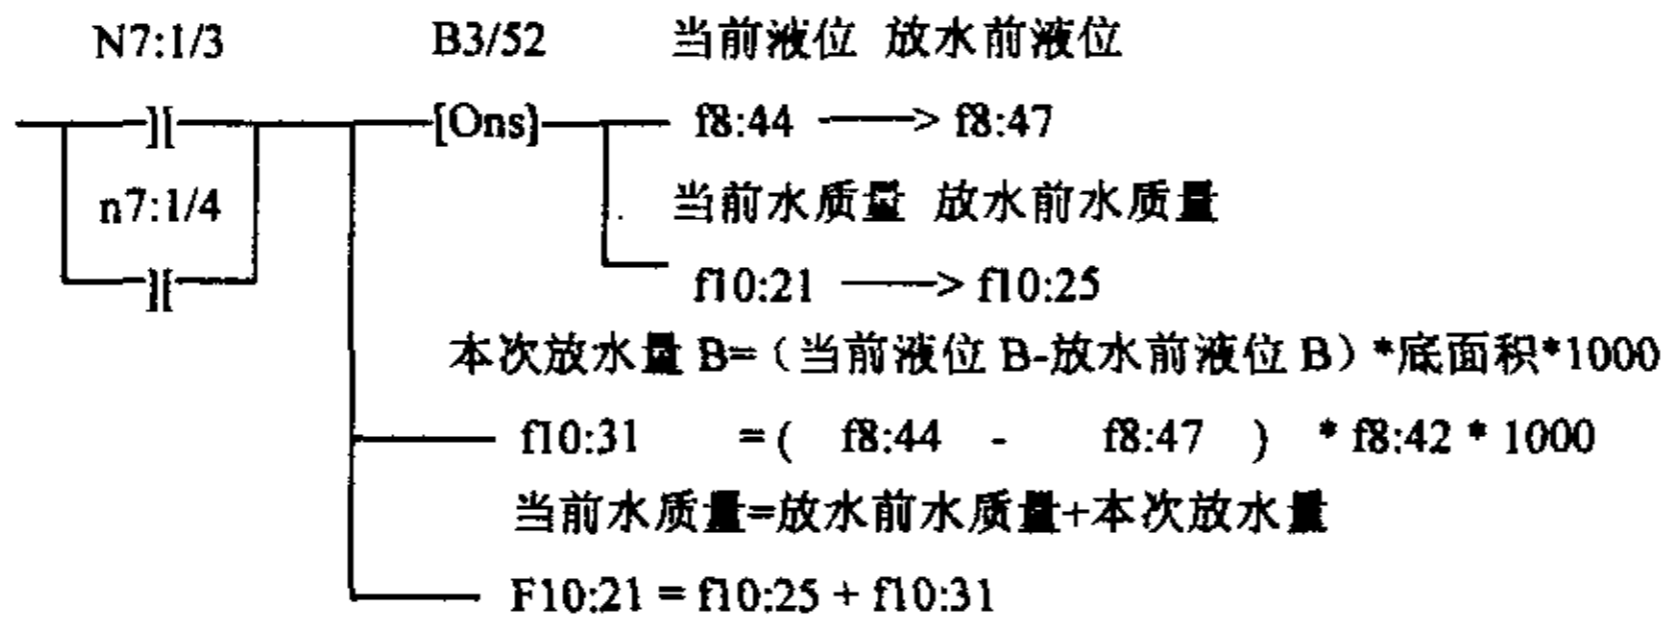 N7:1/3 B3/52 当前液位 放水前液位
][ [Ons] f8:44 ——> f8:47
n7:1/4 当前水质量 放水前水质量
][ f10:21 ——> f10:25
本次放水量 B=（当前液位 B-放水前液位 B）*底面积*1000
f10:31 =( f8:44 - f8:47 ) * f8:42 * 1000
当前水质量=放水前水质量+本次放水量
F10:21 = f10:25 + f10:31